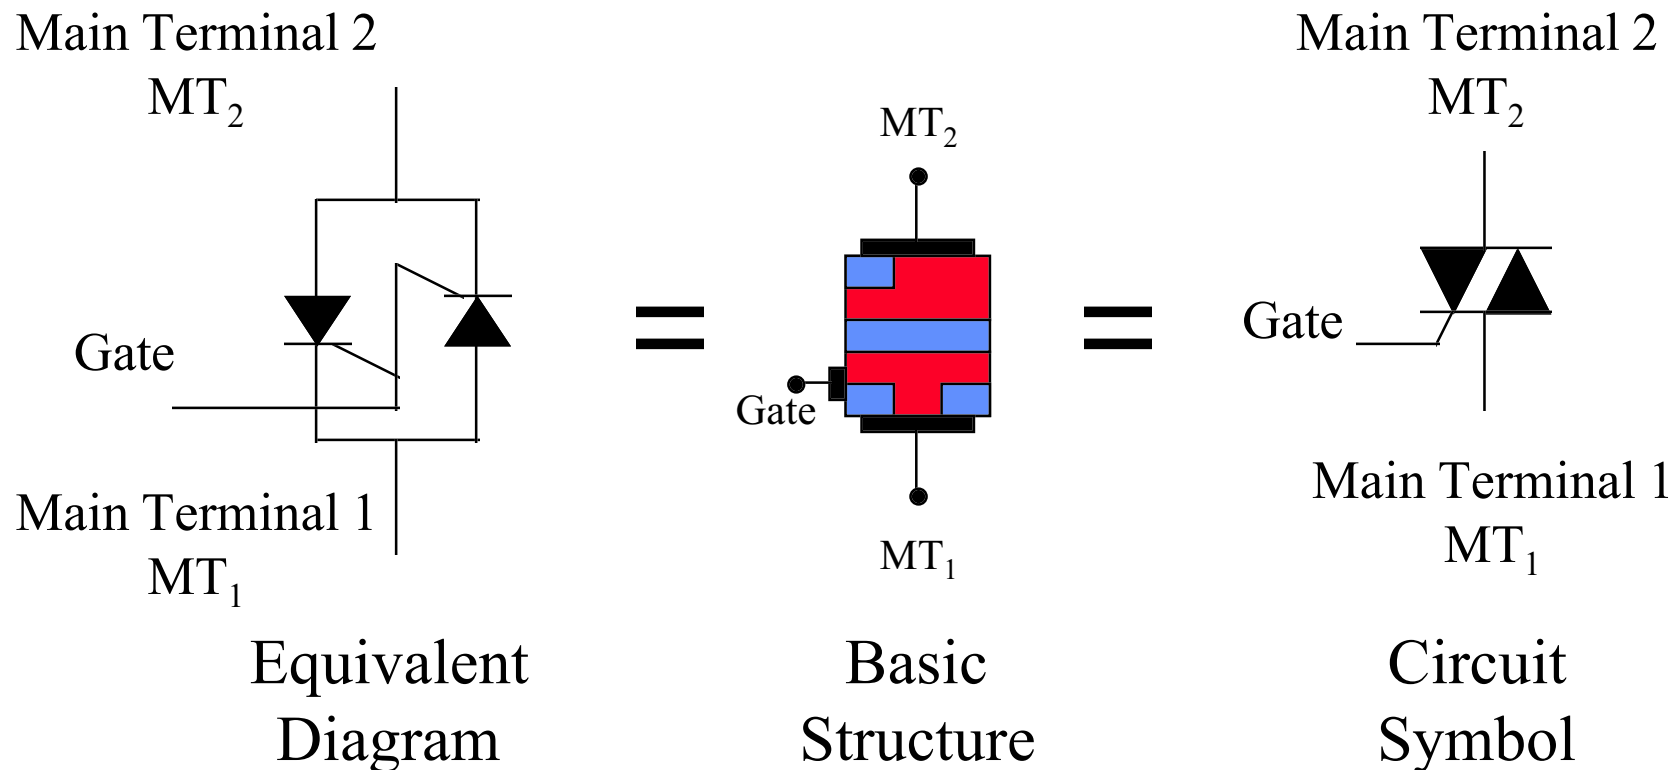 Main Terminal 2
MT₂
Gate
Main Terminal 1
MT₁
Equivalent
Diagram
=
MT₂
Gate
MT₁
Basic
Structure
=
Main Terminal 2
MT₂
Gate
Main Terminal 1
MT₁
Circuit
Symbol